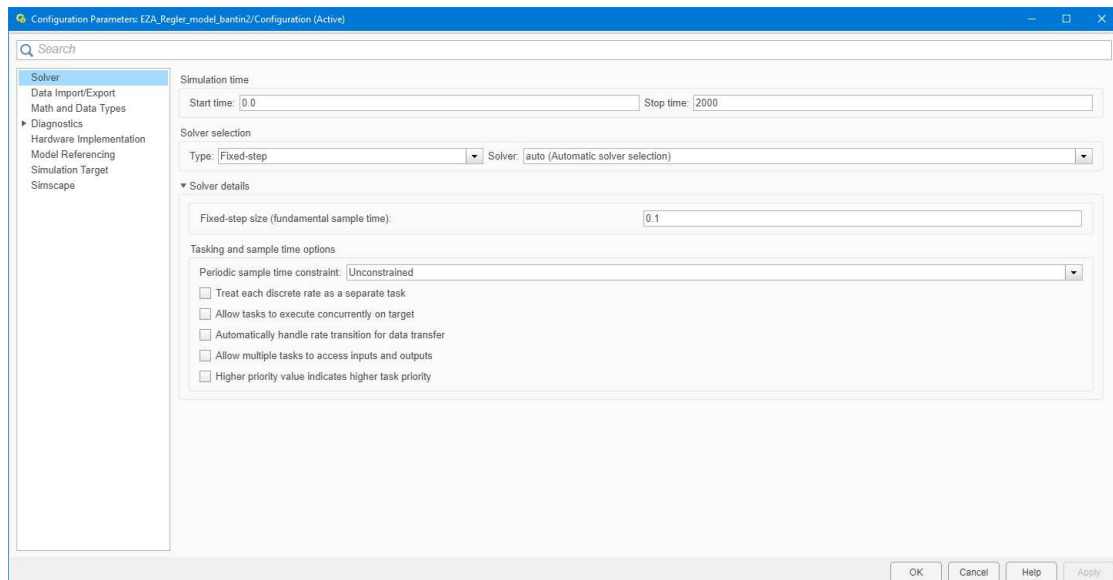 Configuration Parameters: EZA_Regler_model_bantin2/Configuration (Active)
Search
Solver
Data Import/Export
Math and Data Types
Diagnostics
Hardware Implementation
Model Referencing
Simulation Target
Simscape
Simulation time
Start time: 0.0 Stop time: 2000
Solver selection
Type: Fixed-step Solver: auto (Automatic solver selection)
Solver details
Fixed-step size (fundamental sample time): 0.1
Tasking and sample time options
Periodic sample time constraint: Unconstrained
Treat each discrete rate as a separate task
Allow tasks to execute concurrently on target
Automatically handle rate transition for data transfer
Allow multiple tasks to access inputs and outputs
Higher priority value indicates higher task priority
OK Cancel Help Apply